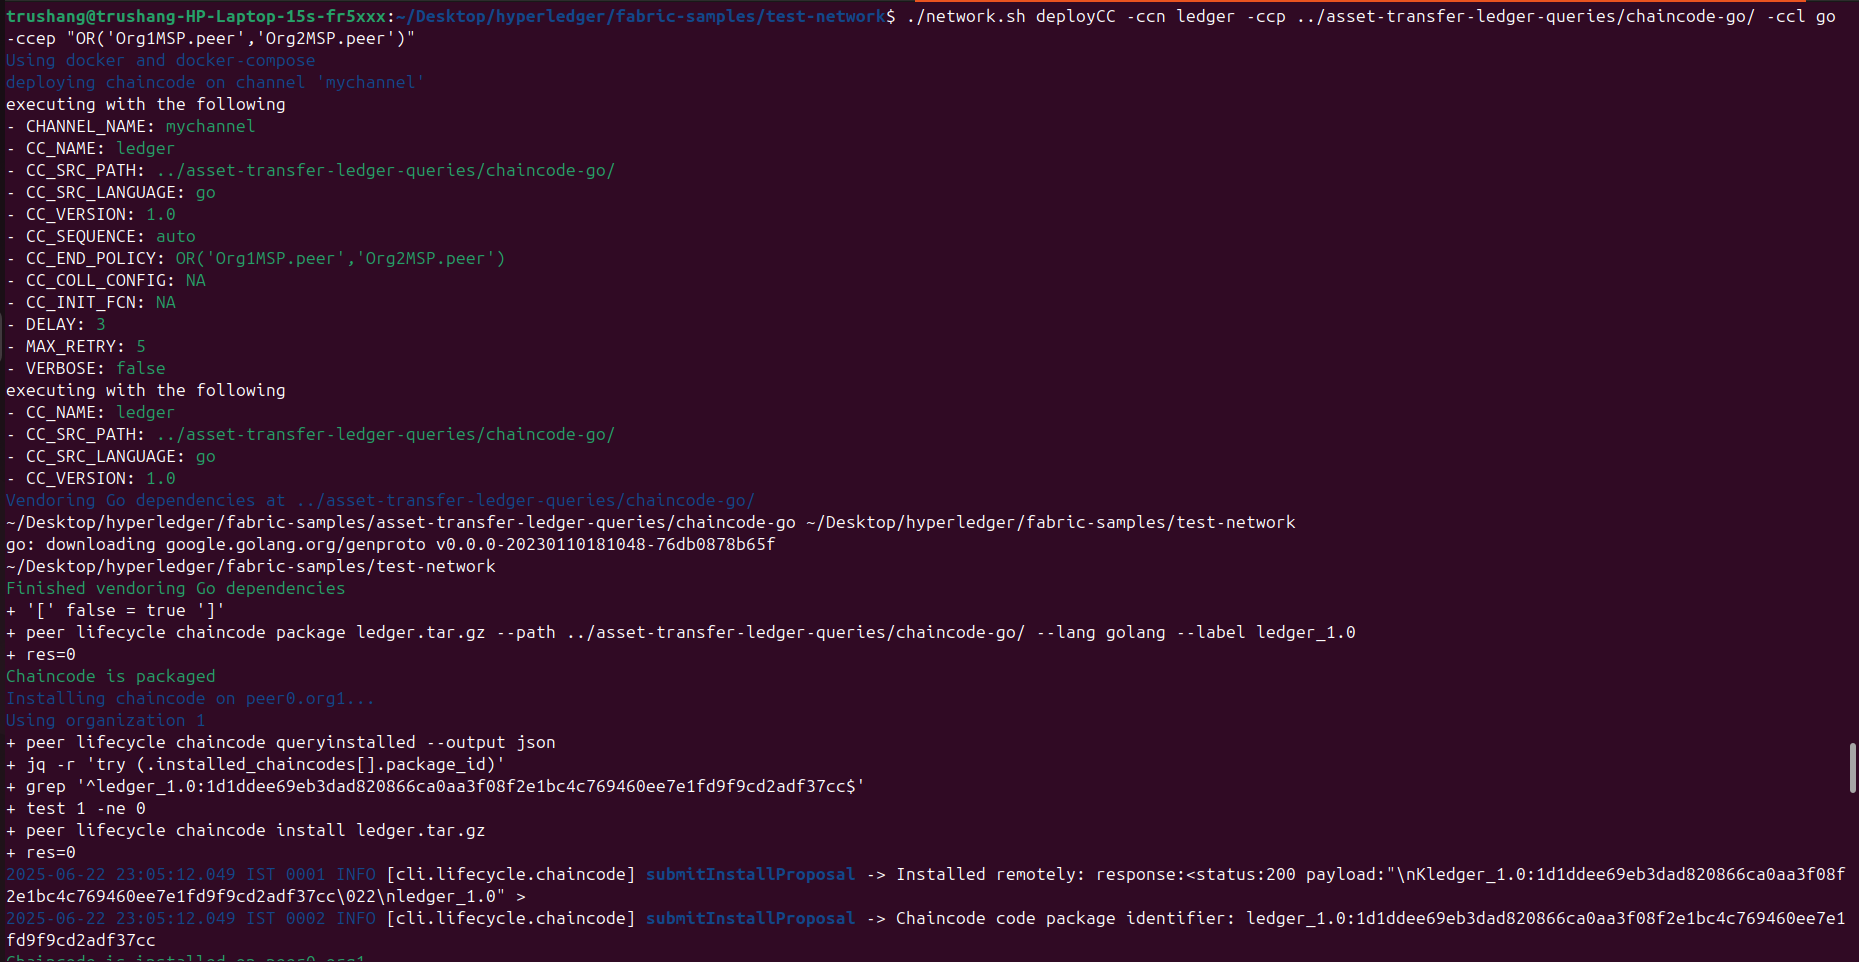 trushang@trushang-HP-Laptop-15s-fr5xxx:~/Desktop/hyperledger/fabric-samples/test-network$ ./network.sh deployCC -ccn ledger -ccp ../asset-transfer-ledger-queries/chaincode-go/ -ccl go
-ccep "OR('Org1MSP.peer','Org2MSP.peer')"
Using docker and docker-compose
deploying chaincode on channel 'mychannel'
executing with the following
- CHANNEL_NAME: mychannel
- CC_NAME: ledger
- CC_SRC_PATH: ../asset-transfer-ledger-queries/chaincode-go/
- CC_SRC_LANGUAGE: go
- CC_VERSION: 1.0
- CC_SEQUENCE: auto
- CC_END_POLICY: OR('Org1MSP.peer','Org2MSP.peer')
- CC_COLL_CONFIG: NA
- CC_INIT_FCN: NA
- DELAY: 3
- MAX_RETRY: 5
- VERBOSE: false
executing with the following
- CC_NAME: ledger
- CC_SRC_PATH: ../asset-transfer-ledger-queries/chaincode-go/
- CC_SRC_LANGUAGE: go
- CC_VERSION: 1.0
Vendoring Go dependencies at ../asset-transfer-ledger-queries/chaincode-go/
~/Desktop/hyperledger/fabric-samples/asset-transfer-ledger-queries/chaincode-go ~/Desktop/hyperledger/fabric-samples/test-network
go: downloading google.golang.org/genproto v0.0.0-20230110181048-76db0878b65f
~/Desktop/hyperledger/fabric-samples/test-network
Finished vendoring Go dependencies
+ '[' false = true ']'
+ peer lifecycle chaincode package ledger.tar.gz --path ../asset-transfer-ledger-queries/chaincode-go/ --lang golang --label ledger_1.0
+ res=0
Chaincode is packaged
Installing chaincode on peer0.org1...
Using organization 1
+ peer lifecycle chaincode queryinstalled --output json
+ jq -r 'try (.installed_chaincodes[].package_id)'
+ grep '^ledger_1.0:1d1ddee69eb3dad820866ca0aa3f08f2e1bc4c769460ee7e1fd9f9cd2adf37cc$'
+ test 1 -ne 0
+ peer lifecycle chaincode install ledger.tar.gz
+ res=0
2025-06-22 23:05:12.049 IST 0001 INFO [cli.lifecycle.chaincode] submitInstallProposal -> Installed remotely: response:<status:200 payload:"\nKledger_1.0:1d1ddee69eb3dad820866ca0aa3f08f
2e1bc4c769460ee7e1fd9f9cd2adf37cc\022\nledger_1.0" >
2025-06-22 23:05:12.049 IST 0002 INFO [cli.lifecycle.chaincode] submitInstallProposal -> Chaincode code package identifier: ledger_1.0:1d1ddee69eb3dad820866ca0aa3f08f2e1bc4c769460ee7e1
fd9f9cd2adf37cc
Chaincode is installed on peer0.org1